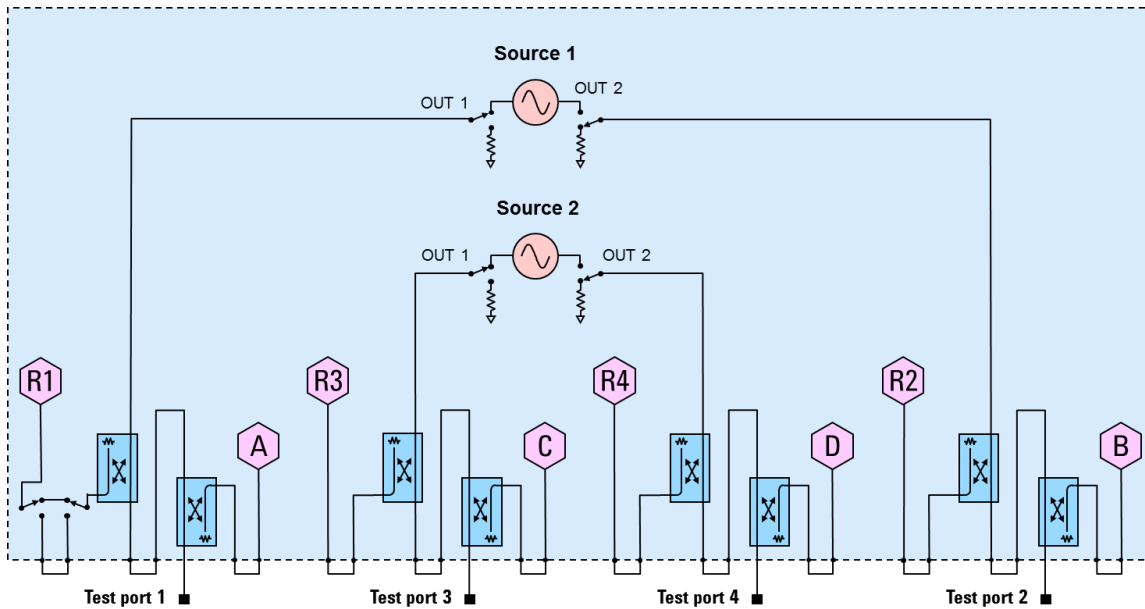 Source 1
OUT 1
OUT 2
Source 2
OUT 1
OUT 2
R1
R3
R4
R2
A
C
D
B
Test port 1
Test port 3
Test port 4
Test port 2